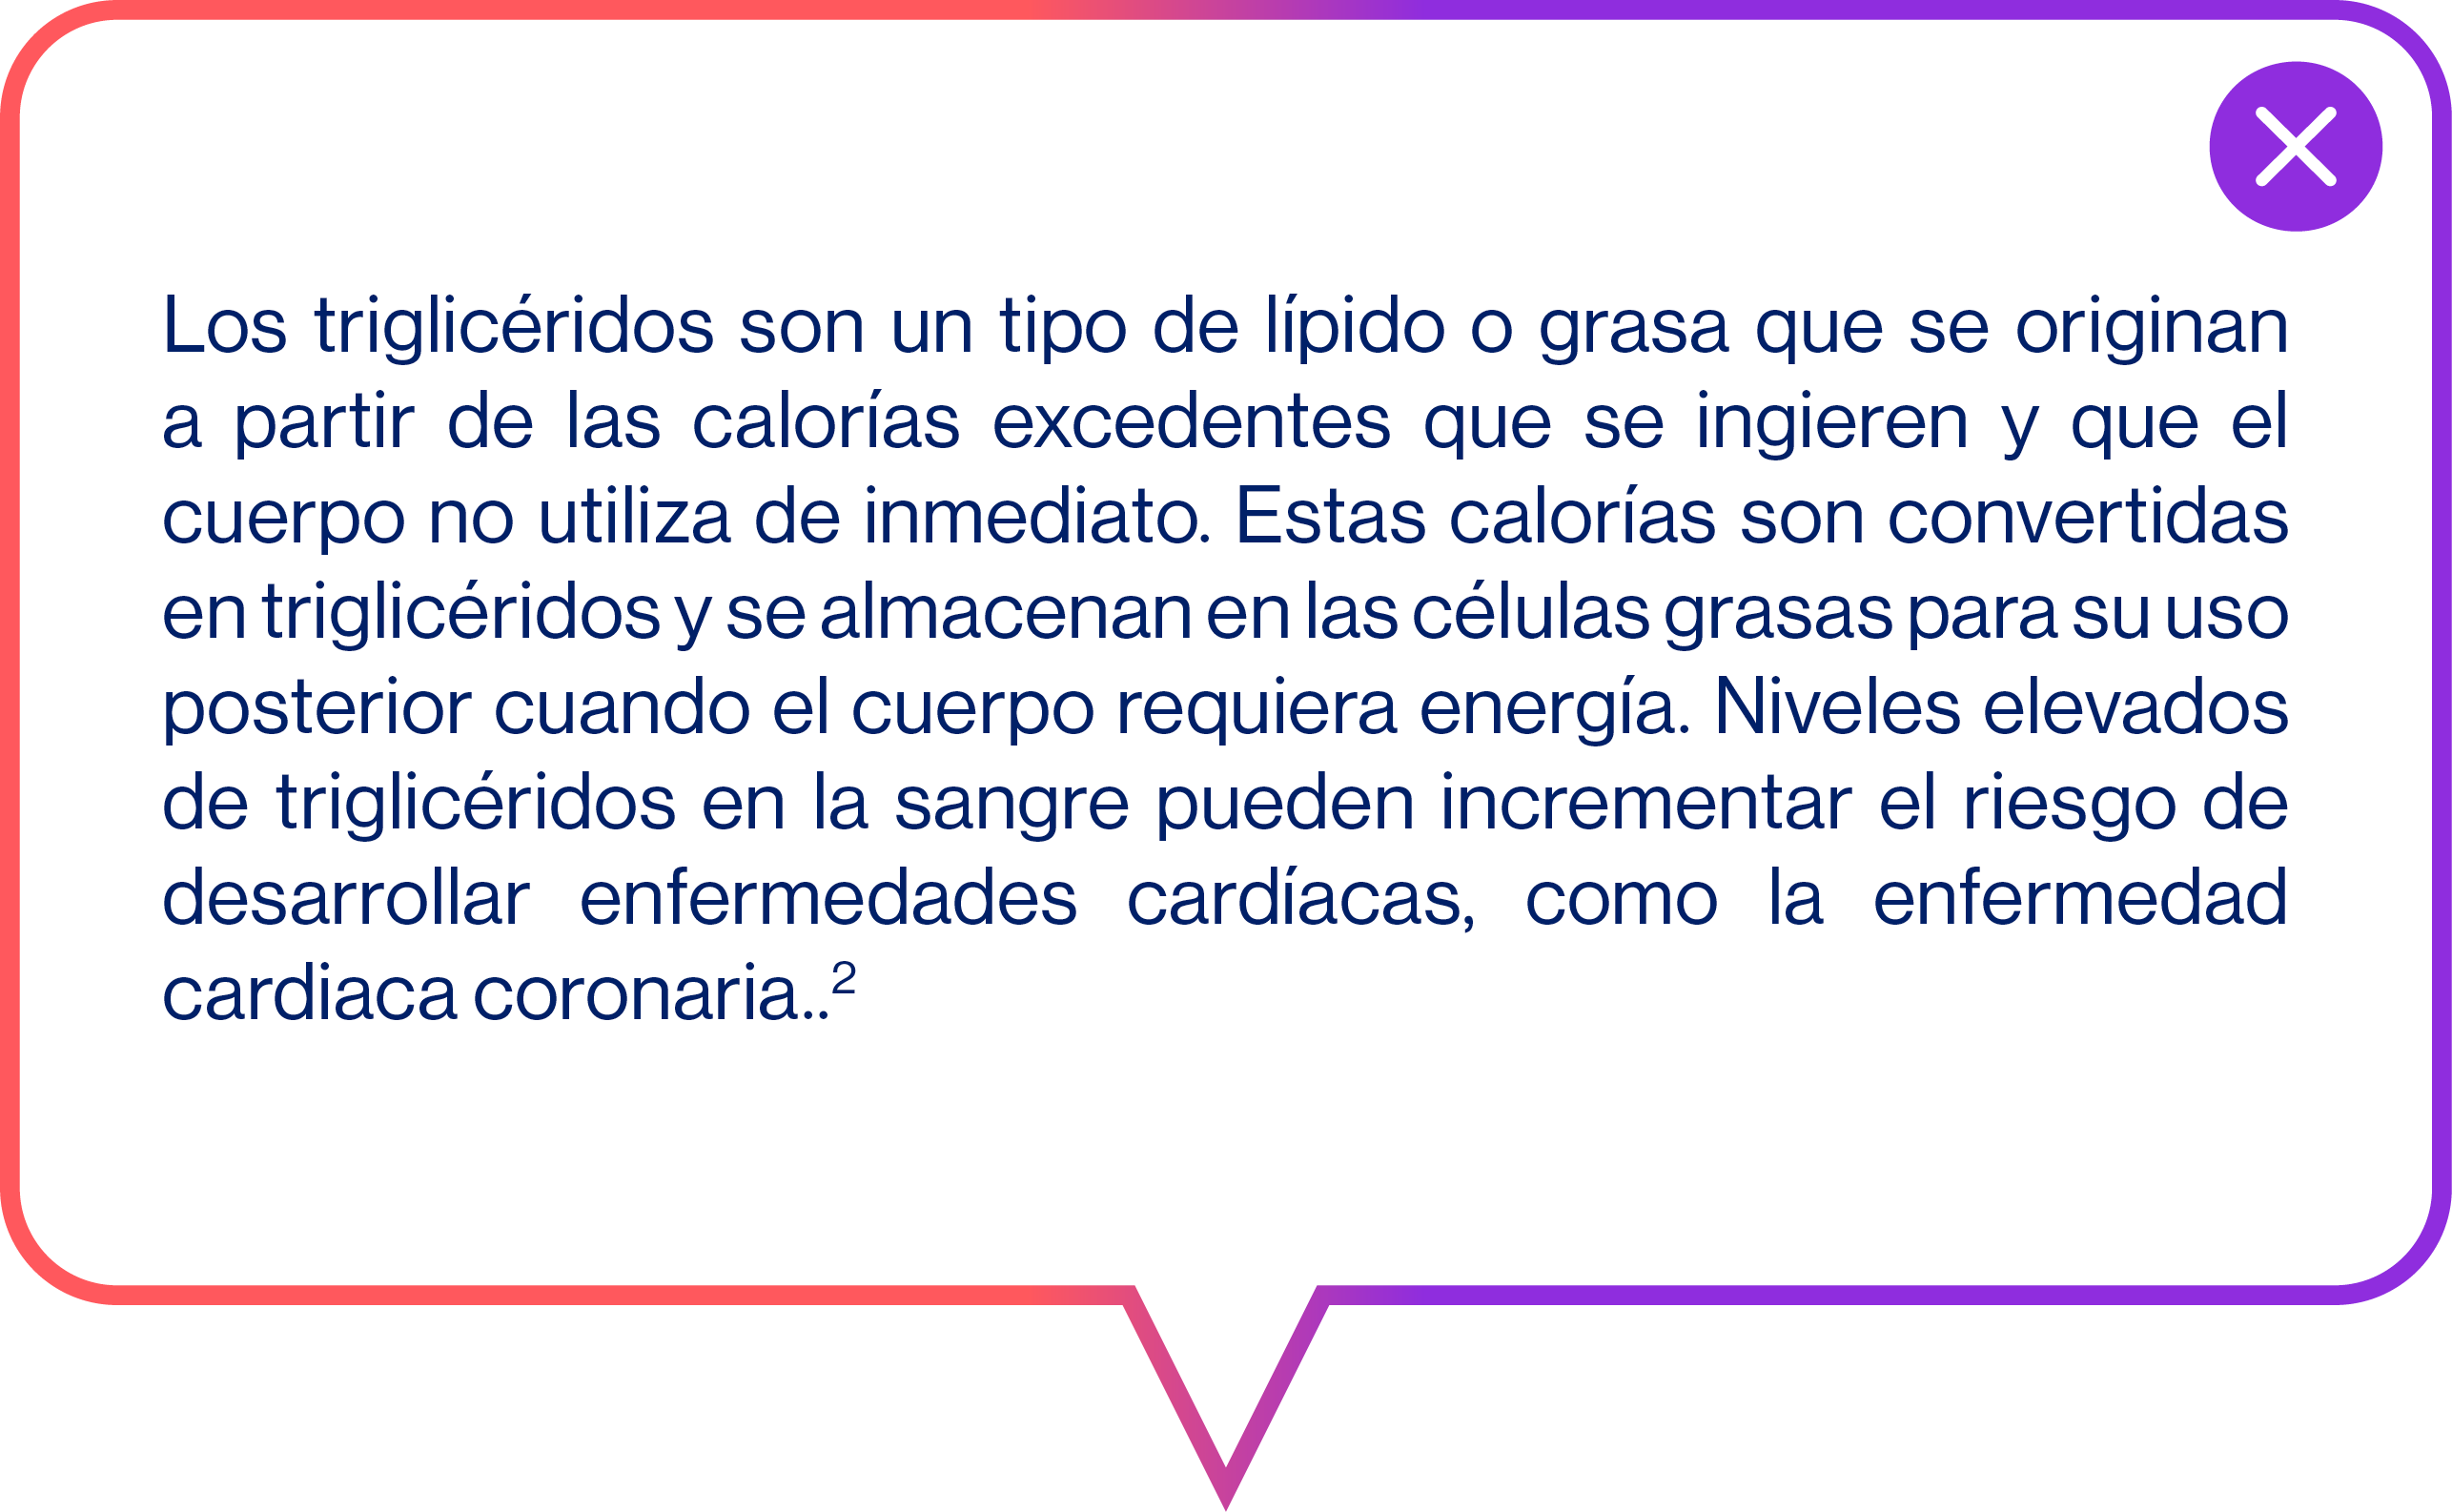 Los triglicéridos son un tipo de lípido o grasa que se originan
a partir de las calorías excedentes que se ingieren y que el
cuerpo no utiliza de inmediato. Estas calorías son convertidas
en triglicéridos y se almacenan en las células grasas para su uso
posterior cuando el cuerpo requiera energía. Niveles elevados
de triglicéridos en la sangre pueden incrementar el riesgo de
desarrollar enfermedades cardíacas, como la enfermedad
cardiaca coronaria..²